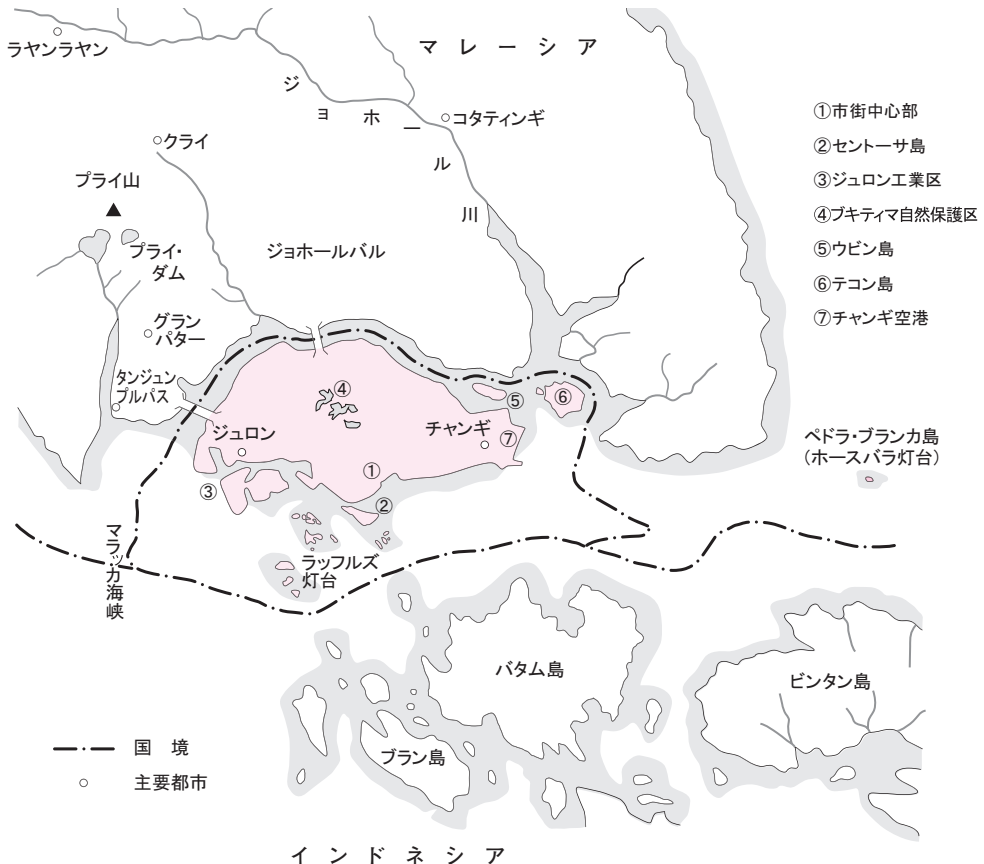 マレーシア
ラヤンラヤン
ジョホール川
コタティンギ
クライ
プライ山
プライ・
ダム
ジョホールバル
グラン
パター
タンジュン
プルパス
①市街中心部
②セントーサ島
③ジュロン工業区
④ブキティマ自然保護区
⑤ウビン島
⑥テコン島
⑦チャンギ空港
④
⑤
⑥
ジュロン
チャンギ
⑦
①
③
②
ペドラ・ブランカ島
(ホースバラ灯台)
マラッカ海峡
ラッフルズ
灯台
バタム島
ビンタン島
ブラン島
国 境
主要都市
インドネシア